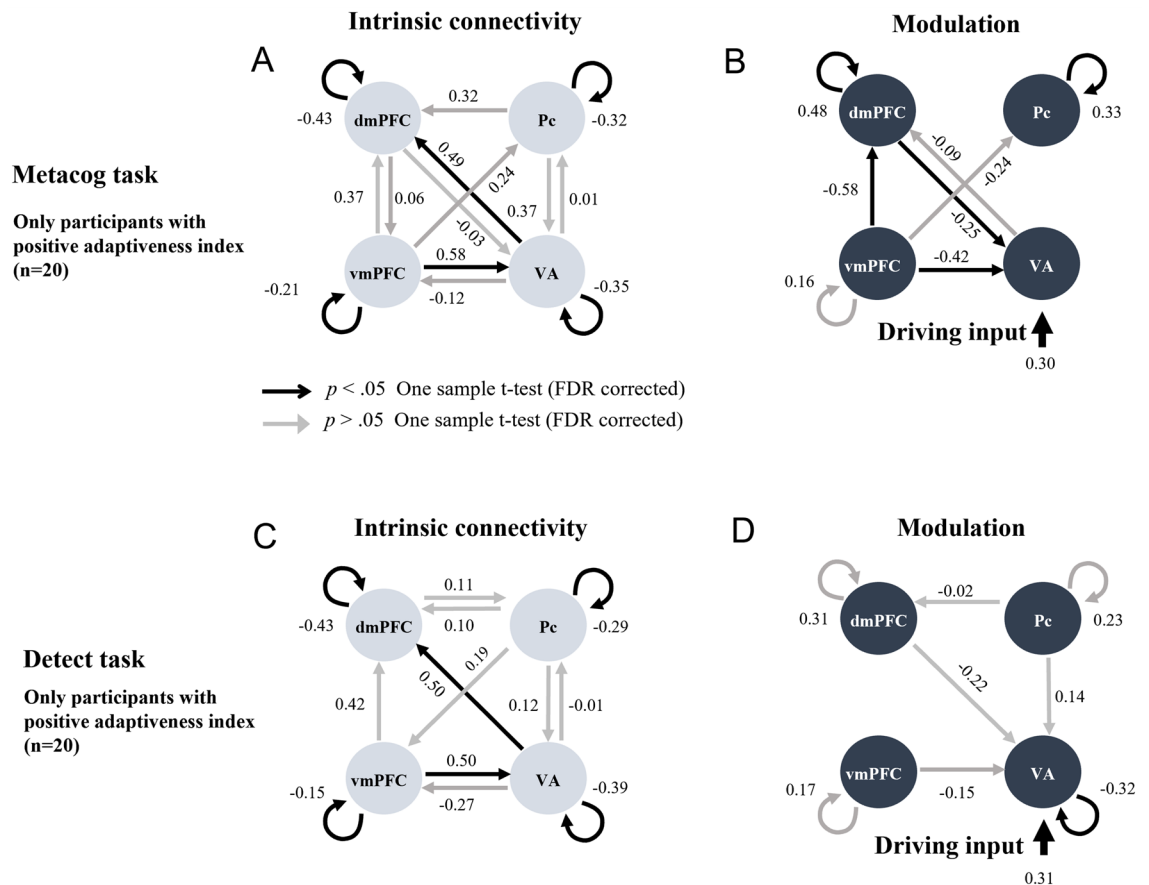 Intrinsic connectivity
Modulation
A
B
Metacog task
Only participants with
positive adaptiveness index
(n=20)
dmPFC
Pc
vmPFC
VA
-0.43
0.32
-0.32
0.49
0.24
0.37
0.06
-0.03
0.37
0.01
0.58
-0.12
-0.21
-0.35
dmPFC
Pc
vmPFC
VA
0.48
0.33
-0.09
-0.24
-0.58
-0.25
-0.42
0.16
Driving input
0.30
p < .05 One sample t-test (FDR corrected)
p > .05 One sample t-test (FDR corrected)
Intrinsic connectivity
Modulation
C
D
Detect task
Only participants with
positive adaptiveness index
(n=20)
dmPFC
Pc
vmPFC
VA
0.11
0.10
-0.43
-0.29
0.19
0.50
0.42
0.12
-0.01
0.50
-0.27
-0.15
-0.39
dmPFC
Pc
vmPFC
VA
-0.02
0.31
0.23
-0.22
0.14
0.17
-0.15
-0.32
Driving input
0.31